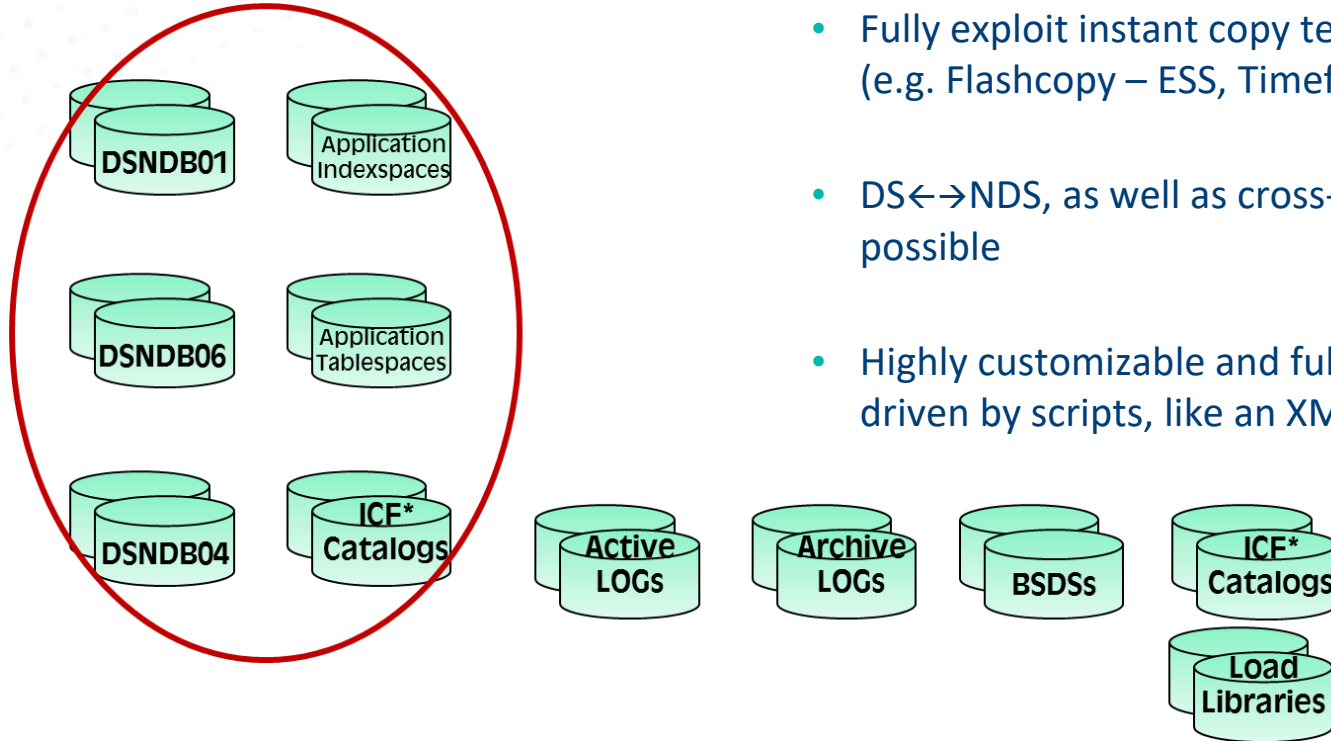 • Fully exploit instant copy te
(e.g. Flashcopy – ESS, Timef
• DS←→NDS, as well as cross-
possible
• Highly customizable and ful
driven by scripts, like an XM
DSNDB01
Application
Indexspaces
DSNDB06
Application
Tablespaces
DSNDB04
ICF*
Catalogs
Active
LOGs
Archive
LOGs
BSDSs
ICF*
Catalogs
Load
Libraries